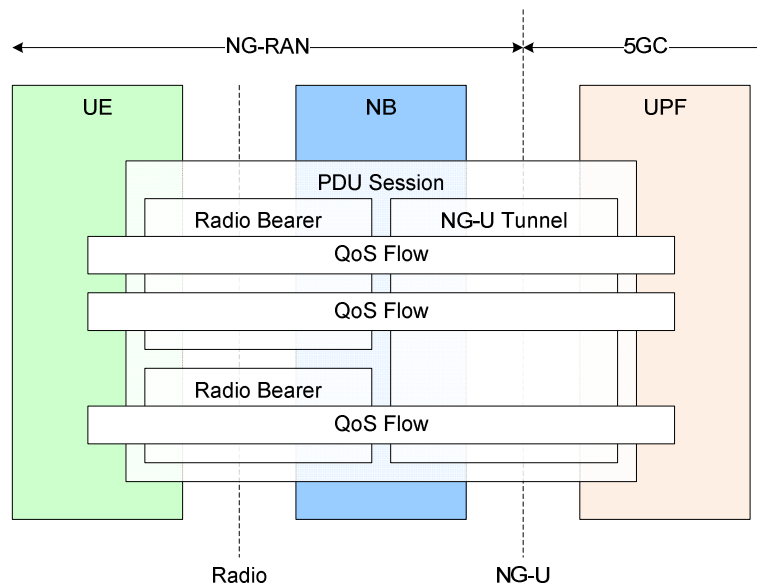 NG-RAN
5GC
UE
NB
UPF
PDU Session
Radio Bearer
NG-U Tunnel
QoS Flow
QoS Flow
Radio Bearer
QoS Flow
Radio
NG-U